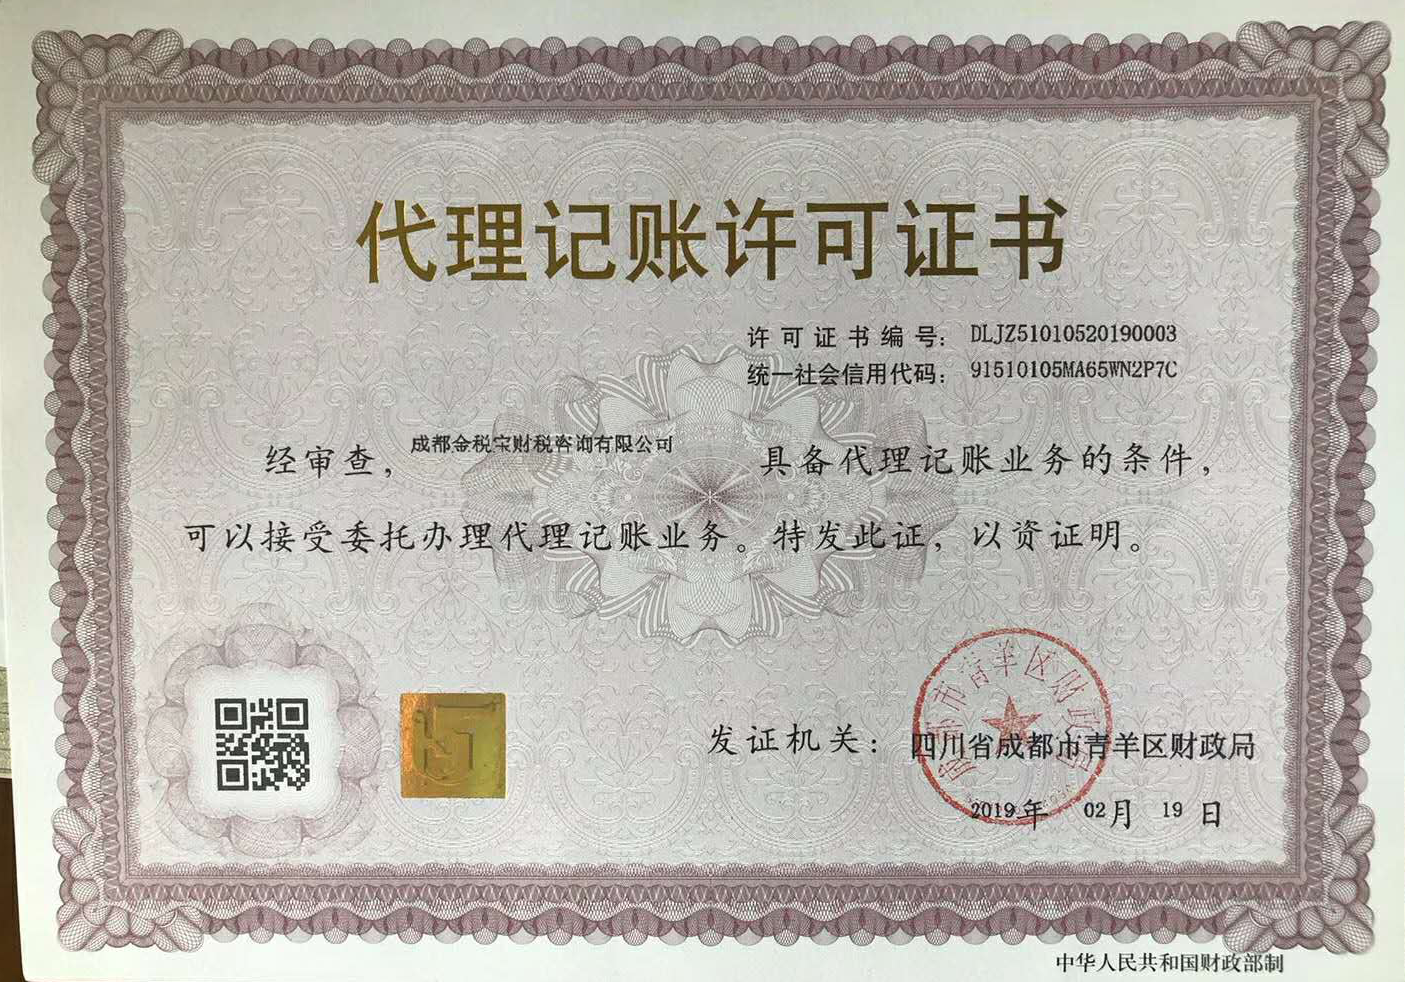 代理记账许可证书
许可证书编号： DLJZ51010520190003
统一社会信用代码： 91510105MA65WN2P7C
经审查，成都金税宝财税咨询有限公司 具备代理记账业务的条件，
可以接受委托办理代理记账业务。特发此证，以资证明。
成都市青羊区财政局
发证机关：四川省成都市青羊区财政局
2019年 02月 19日
中华人民共和国财政部制